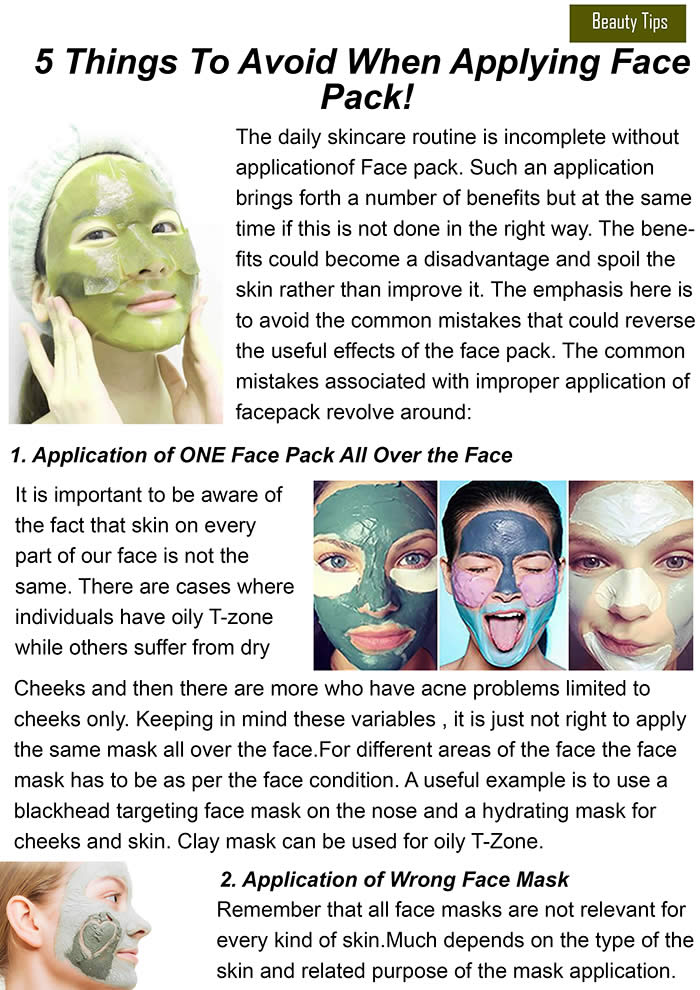 Beauty Tips
5 Things To Avoid When Applying Face
Pack!
The daily skincare routine is incomplete without
applicationof Face pack. Such an application
brings forth a number of benefits but at the same
time if this is not done in the right way. The bene-
fits could become a disadvantage and spoil the
skin rather than improve it. The emphasis here is
to avoid the common mistakes that could reverse
the useful effects of the face pack. The common
mistakes associated with improper application of
facepack revolve around:
1. Application of ONE Face Pack All Over the Face
It is important to be aware of
the fact that skin on every
part of our face is not the
same. There are cases where
individuals have oily T-zone
while others suffer from dry
Cheeks and then there are more who have acne problems limited to
cheeks only. Keeping in mind these variables , it is just not right to apply
the same mask all over the face.For different areas of the face the face
mask has to be as per the face condition. A useful example is to use a
blackhead targeting face mask on the nose and a hydrating mask for
cheeks and skin. Clay mask can be used for oily T-Zone.
2. Application of Wrong Face Mask
Remember that all face masks are not relevant for
every kind of skin.Much depends on the type of the
skin and related purpose of the mask application.